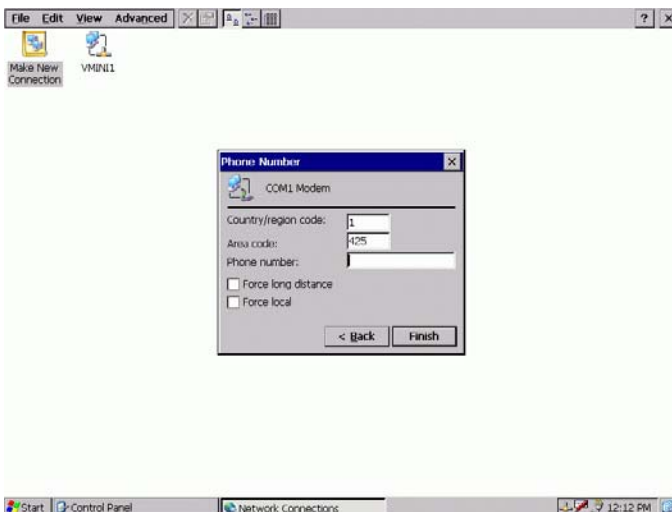 File Edit View Advanced ? X
Make New Connection
VMINI1
Phone Number
COM1 Modem
Country/region code: 1
Area code: 425
Phone number:
Force long distance
Force local
< Back Finish
Start Control Panel Network Connections 12:12 PM